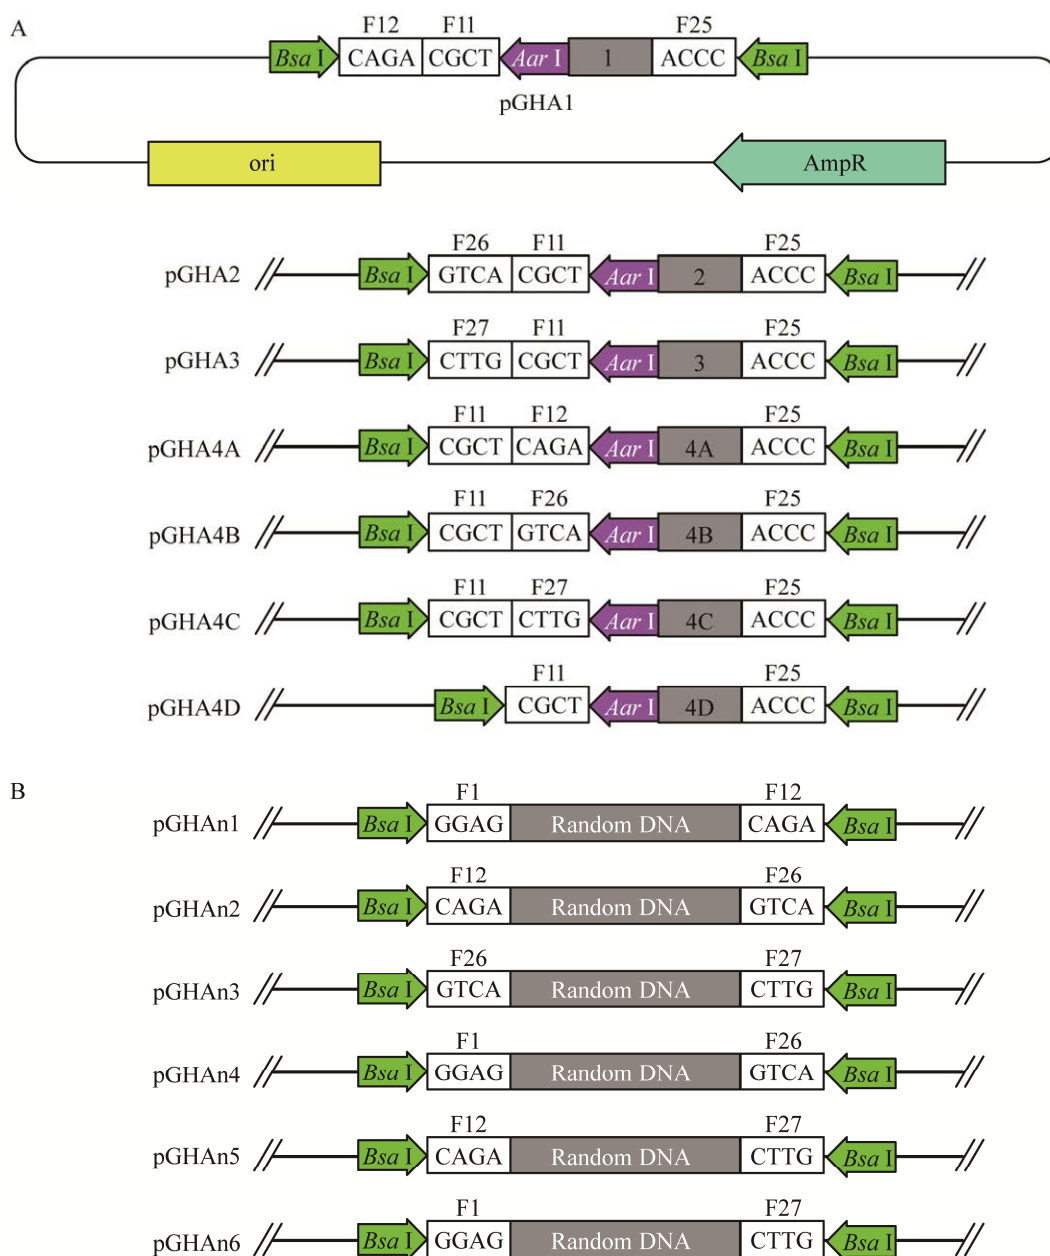 A
F12 F11 F25
Bsa I CAGA CGCT Aar I 1 ACCC Bsa I
pGHA1
ori AmpR
F26 F11 F25
pGHA2 Bsa I GTCA CGCT Aar I 2 ACCC Bsa I
F27 F11 F25
pGHA3 Bsa I CTTG CGCT Aar I 3 ACCC Bsa I
F11 F12 F25
pGHA4A Bsa I CGCT CAGA Aar I 4A ACCC Bsa I
F11 F26 F25
pGHA4B Bsa I CGCT GTCA Aar I 4B ACCC Bsa I
F11 F27 F25
pGHA4C Bsa I CGCT CTTG Aar I 4C ACCC Bsa I
F11 F25
pGHA4D Bsa I CGCT Aar I 4D ACCC Bsa I
B
F1 F12
pGHAn1 Bsa I GGAG Random DNA CAGA Bsa I
F12 F26
pGHAn2 Bsa I CAGA Random DNA GTCA Bsa I
F26 F27
pGHAn3 Bsa I GTCA Random DNA CTTG Bsa I
F1 F26
pGHAn4 Bsa I GGAG Random DNA GTCA Bsa I
F12 F27
pGHAn5 Bsa I CAGA Random DNA CTTG Bsa I
F1 F27
pGHAn6 Bsa I GGAG Random DNA CTTG Bsa I